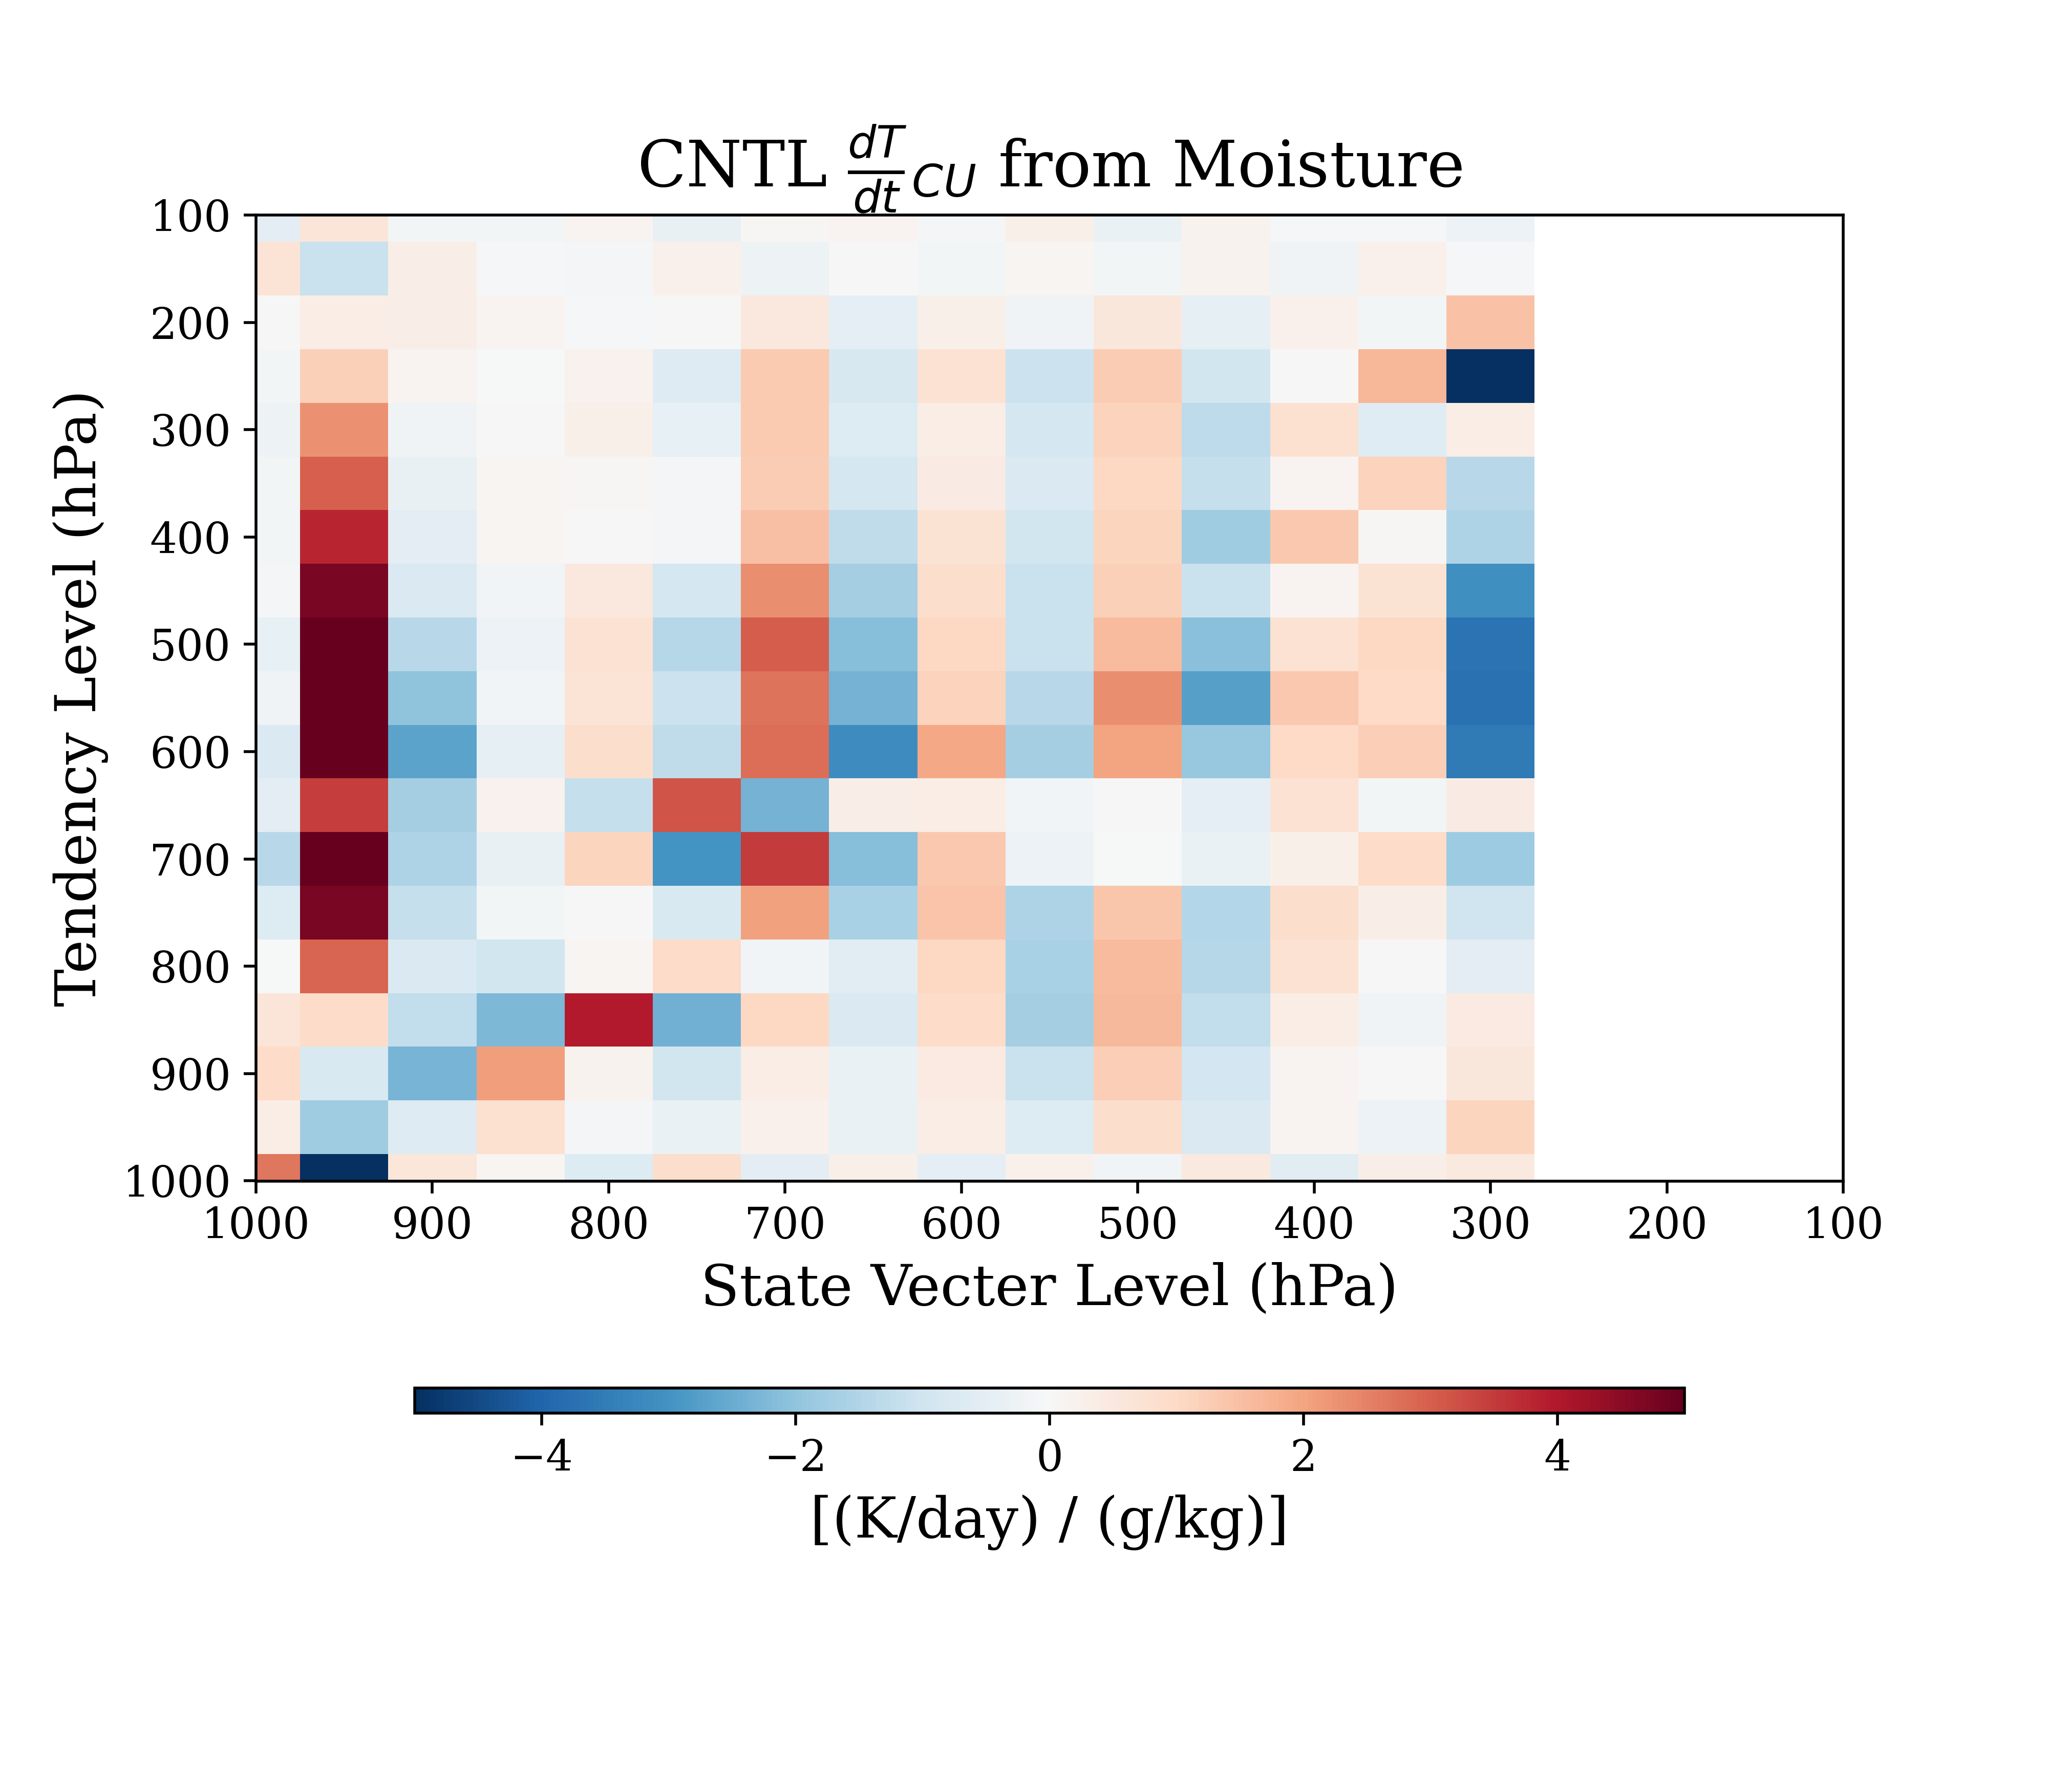 CNTL dT/dt CU from Moisture
Tendency Level (hPa)
100
200
300
400
500
600
700
800
900
1000
1000 900 800 700 600 500 400 300 200 100
State Vecter Level (hPa)
−4 −2 0 2 4
[(K/day) / (g/kg)]